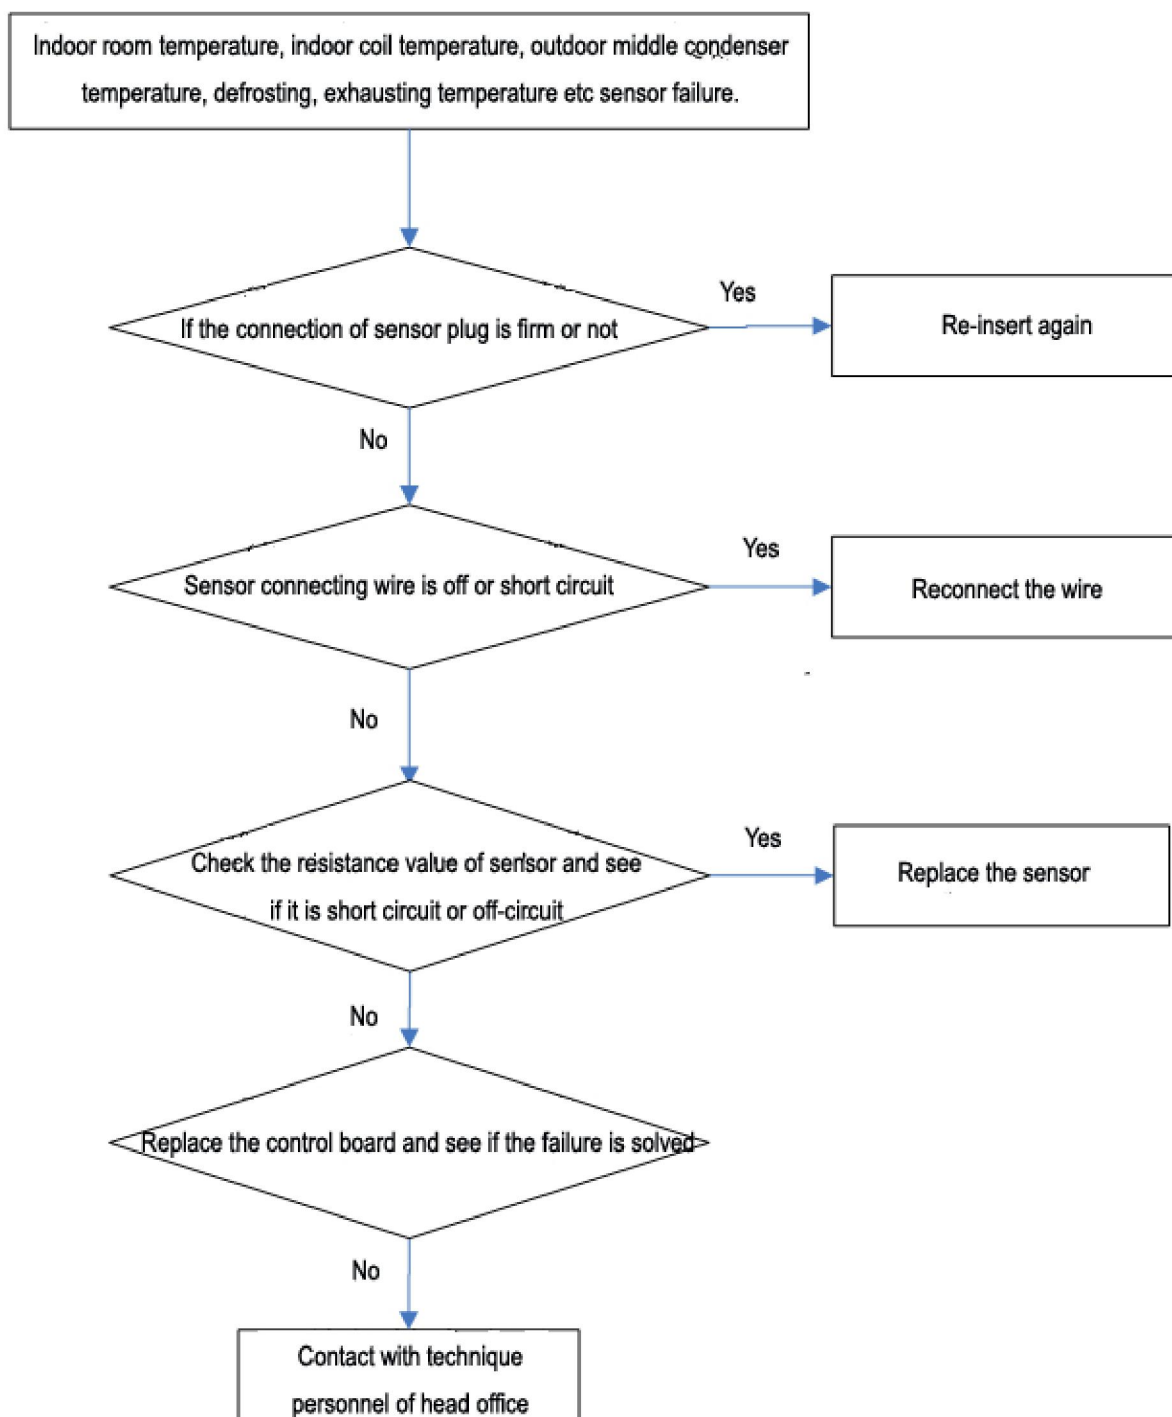 Indoor room temperature, indoor coil temperature, outdoor middle condenser
temperature, defrosting, exhausting temperature etc sensor failure.
If the connection of sensor plug is firm or not
Yes
Re-insert again
No
Sensor connecting wire is off or short circuit
Yes
Reconnect the wire
No
Check the resistance value of sensor and see
if it is short circuit or off-circuit
Yes
Replace the sensor
No
Replace the control board and see if the failure is solved
No
Contact with technique
personnel of head office